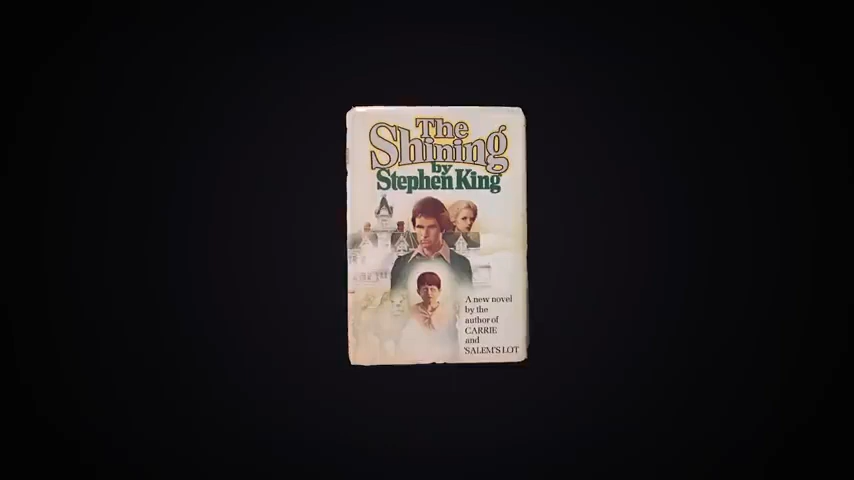 The
Shining
by
Stephen King
A new novel
by the
author of
CARRIE
and
'SALEM'S LOT